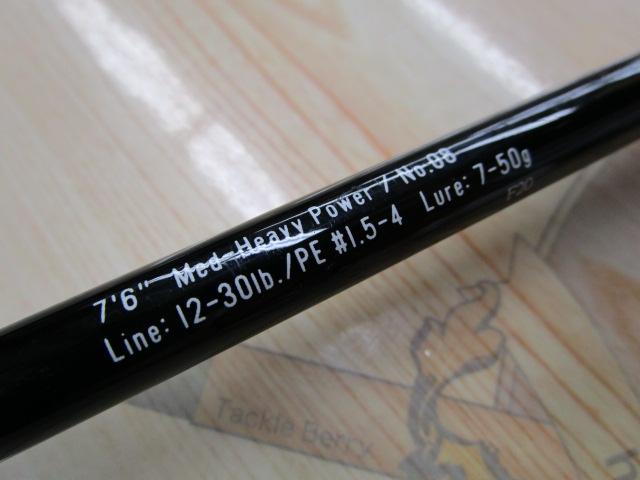 7'6" Med-Heavy Power / No.08
Line: 12-30lb./PE #1.5-4 Lure: 7-50g
F20
Tackle Berry